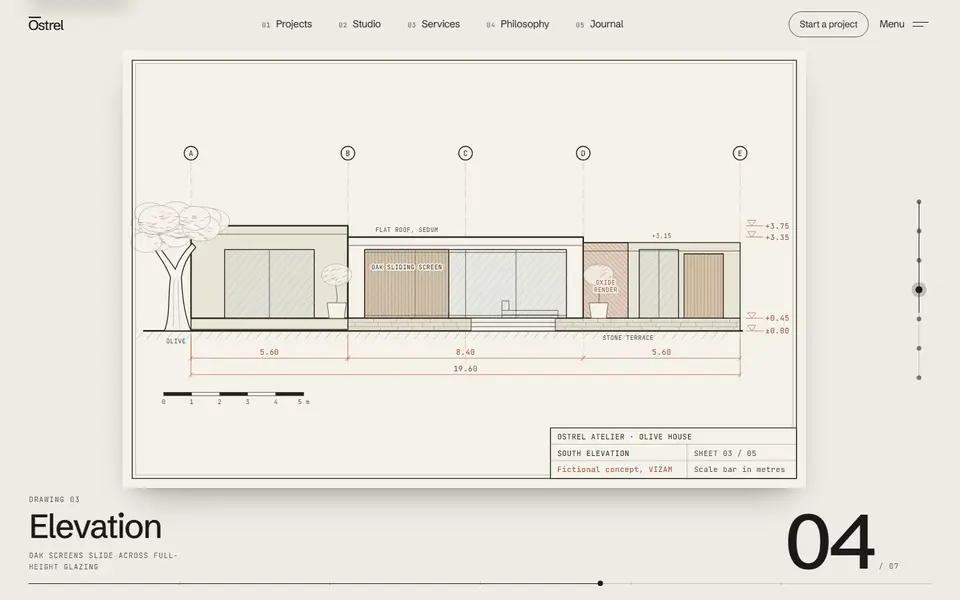 Ōstrel
01 Projects
02 Studio
03 Services
04 Philosophy
05 Journal
Start a project
Menu
A
B
C
D
E
FLAT ROOF, SEDUM
+3.15
+3.75
+3.35
OAK SLIDING SCREEN
OXIDE
RENDER
+0.45
±0.00
OLIVE
STONE TERRACE
5.60
8.40
5.60
19.60
0 1 2 3 4 5 m
OSTREL ATELIER · OLIVE HOUSE
SOUTH ELEVATION
SHEET 03 / 05
Fictional concept, VIZAM
Scale bar in metres
DRAWING 03
Elevation
OAK SCREENS SLIDE ACROSS FULL-
HEIGHT GLAZING
04
/ 07